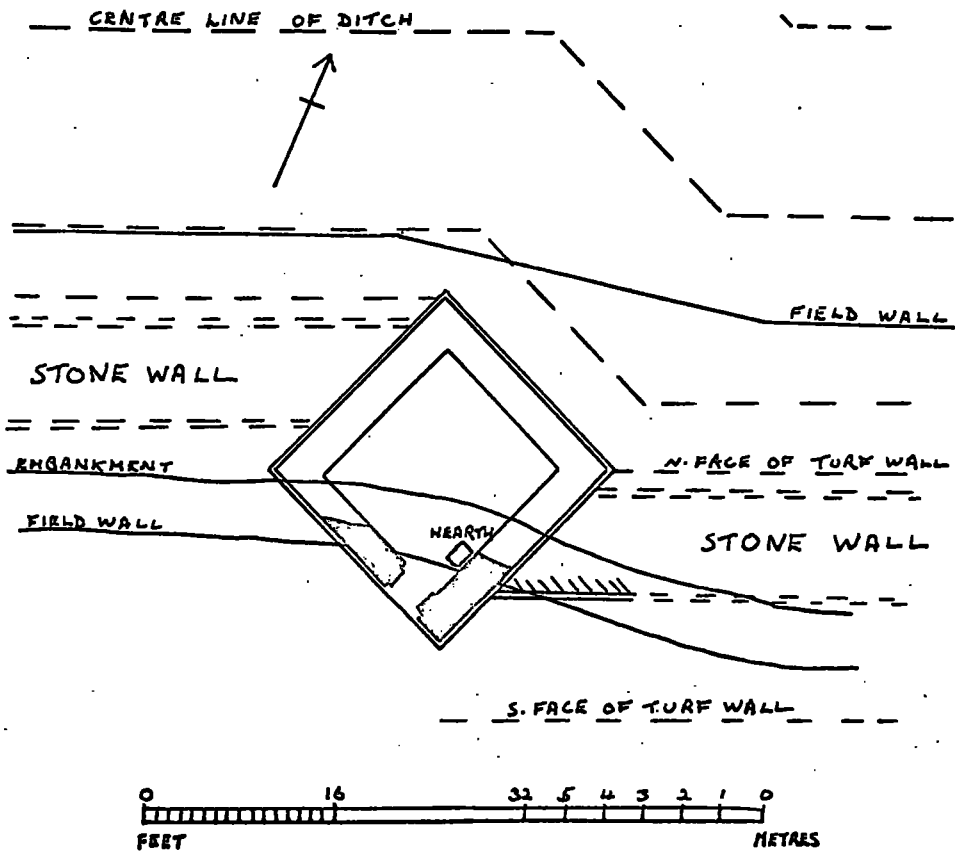 CENTRE LINE OF DITCH
FIELD WALL
STONE WALL
EMBANKMENT
N. FACE OF TURF WALL
FIELD WALL
HEARTH
STONE WALL
S. FACE OF TURF WALL
0 16 32 5 4 3 2 1 0
FEET METRES